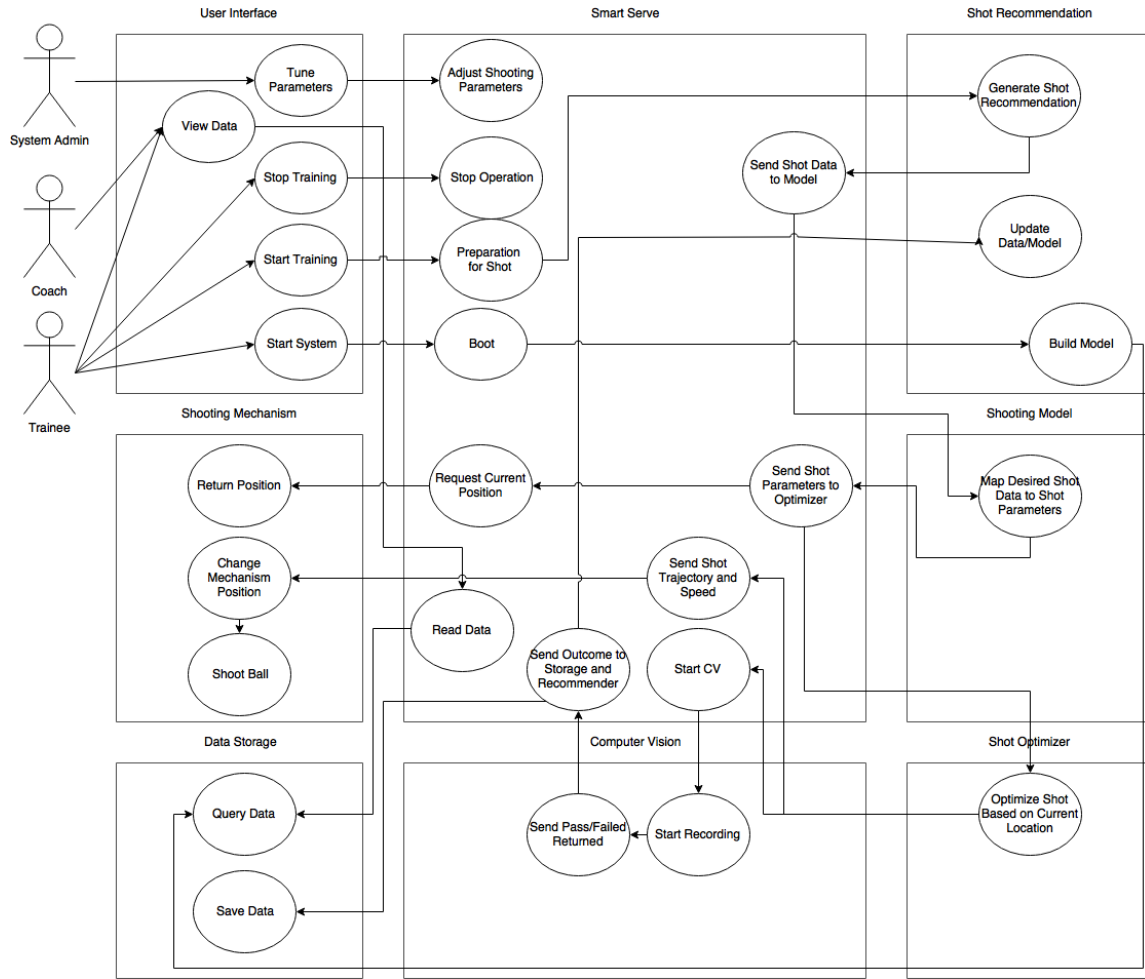 User Interface
Smart Serve
Shot Recommendation
System Admin
Coach
Trainee
Tune
Parameters
View Data
Stop Training
Start Training
Start System
Adjust Shooting
Parameters
Stop Operation
Preparation
for Shot
Boot
Send Shot Data
to Model
Generate Shot
Recommendation
Update
Data/Model
Build Model
Shooting Mechanism
Shooting Model
Return Position
Change
Mechanism
Position
Shoot Ball
Request Current
Position
Send Shot
Parameters to
Optimizer
Send Shot
Trajectory and
Speed
Read Data
Send Outcome to
Storage and
Recommender
Start CV
Map Desired Shot
Data to Shot
Parameters
Data Storage
Computer Vision
Shot Optimizer
Query Data
Save Data
Send Pass/Failed
Returned
Start Recording
Optimize Shot
Based on Current
Location